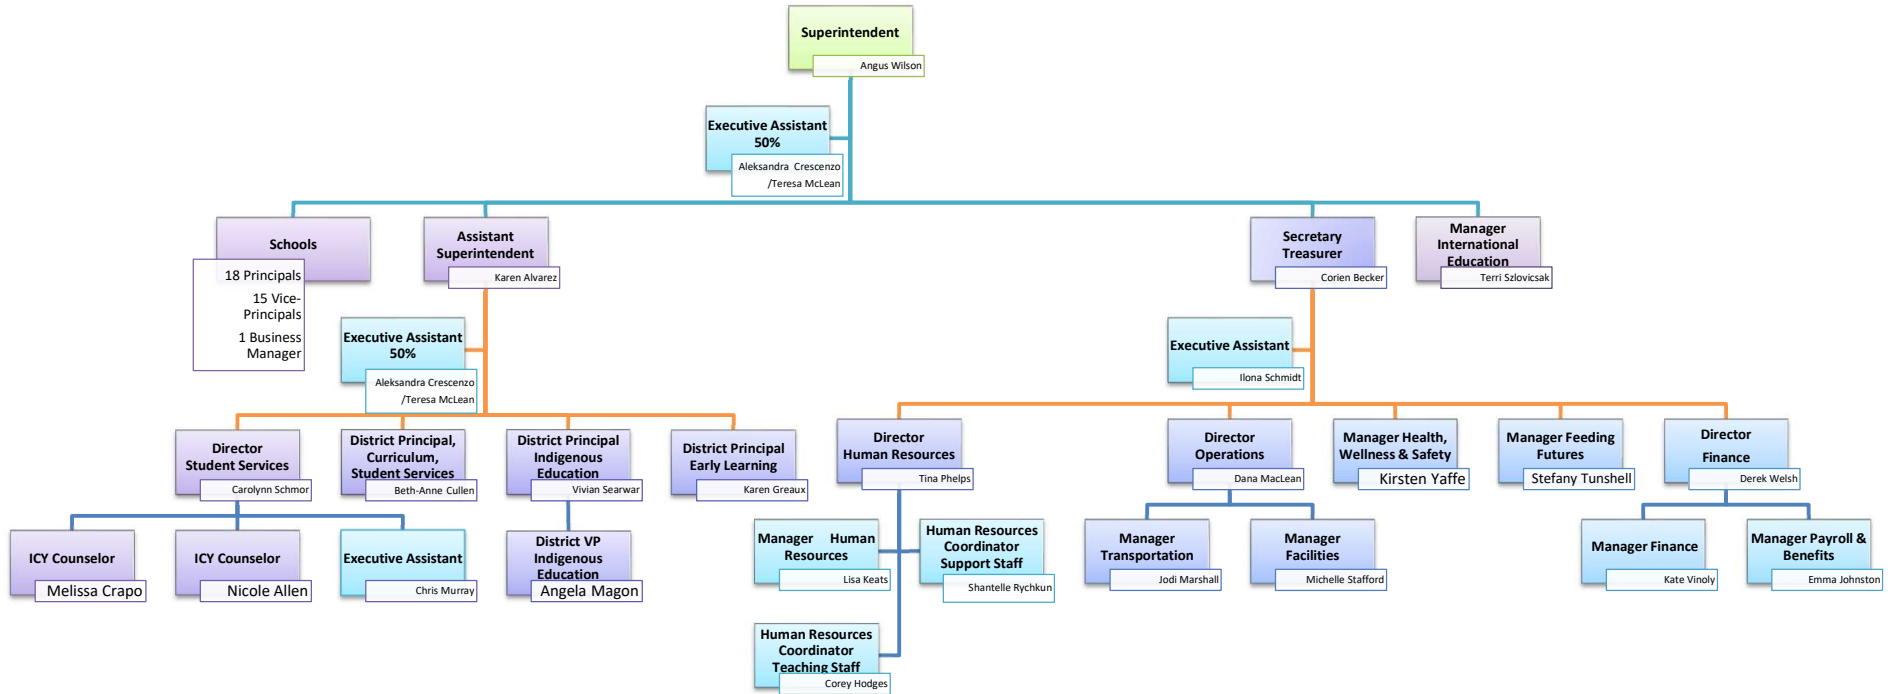 Superintendent
Angus Wilson
Executive Assistant
50%
Aleksandra Crescenzo
/Teresa McLean
Schools
18 Principals
15 Vice-
Principals
1 Business
Manager
Assistant
Superintendent
Karen Alvarez
Secretary
Treasurer
Corien Becker
Manager
International
Education
Terri Szlovicsak
Executive Assistant
50%
Aleksandra Crescenzo
/Teresa McLean
Executive Assistant
Ilona Schmidt
Director
Student Services
Carolynn Schmor
District Principal,
Curriculum,
Student Services
Beth-Anne Cullen
District Principal
Indigenous
Education
Vivian Searwar
District Principal
Early Learning
Karen Greaux
Director
Human Resources
Tina Phelps
Director
Operations
Dana MacLean
Manager Health,
Wellness & Safety
Kirsten Yaffe
Manager Feeding
Futures
Stefany Tunshell
Director
Finance
Derek Welsh
ICY Counselor
Melissa Crapo
ICY Counselor
Nicole Allen
Executive Assistant
Chris Murray
District VP
Indigenous
Education
Angela Magon
Manager Human
Resources
Lisa Keats
Human Resources
Coordinator
Support Staff
Shantelle Rychkun
Manager
Transportation
Jodi Marshall
Manager
Facilities
Michelle Stafford
Manager Finance
Kate Vinoly
Manager Payroll &
Benefits
Emma Johnston
Human Resources
Coordinator
Teaching Staff
Corey Hodges